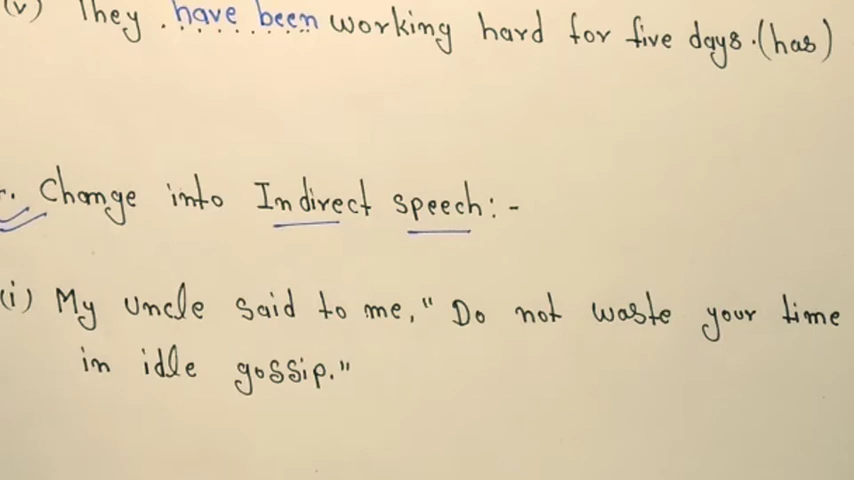 (v) They have been working hard for five days. (has)
Change into Indirect speech:-
(i) My uncle said to me, "Do not waste your time
in idle gossip."